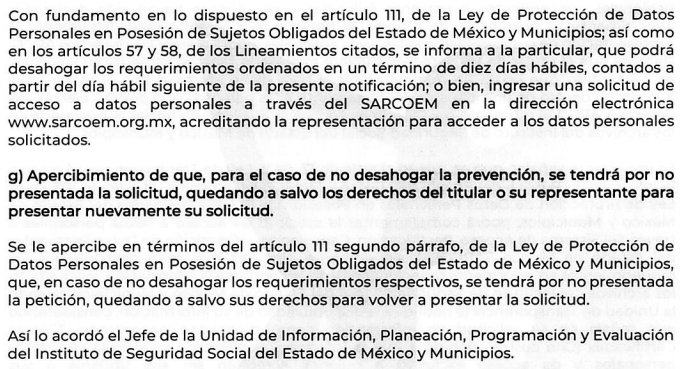 Con fundamento en lo dispuesto en el artículo 111, de la Ley de Protección de Datos
Personales en Posesión de Sujetos Obligados del Estado de México y Municipios; así como
en los artículos 57 y 58, de los Lineamientos citados, se informa a la particular, que podrá
desahogar los requerimientos ordenados en un término de diez días hábiles, contados a
partir del día hábil siguiente de la presente notificación; o bien, ingresar una solicitud de
acceso a datos personales a través del SARCOEM en la dirección electrónica
www.sarcoem.org.mx, acreditando la representación para acceder a los datos personales
solicitados.
g) Apercibimiento de que, para el caso de no desahogar la prevención, se tendrá por no
presentada la solicitud, quedando a salvo los derechos del titular o su representante para
presentar nuevamente su solicitud.
Se le apercibe en términos del artículo 111 segundo párrafo, de la Ley de Protección de
Datos Personales en Posesión de Sujetos Obligados del Estado de México y Municipios,
que, en caso de no desahogar los requerimientos respectivos, se tendrá por no presentada
la petición, quedando a salvo sus derechos para volver a presentar la solicitud.
Así lo acordó el Jefe de la Unidad de Información, Planeación, Programación y Evaluación
del Instituto de Seguridad Social del Estado de México y Municipios.